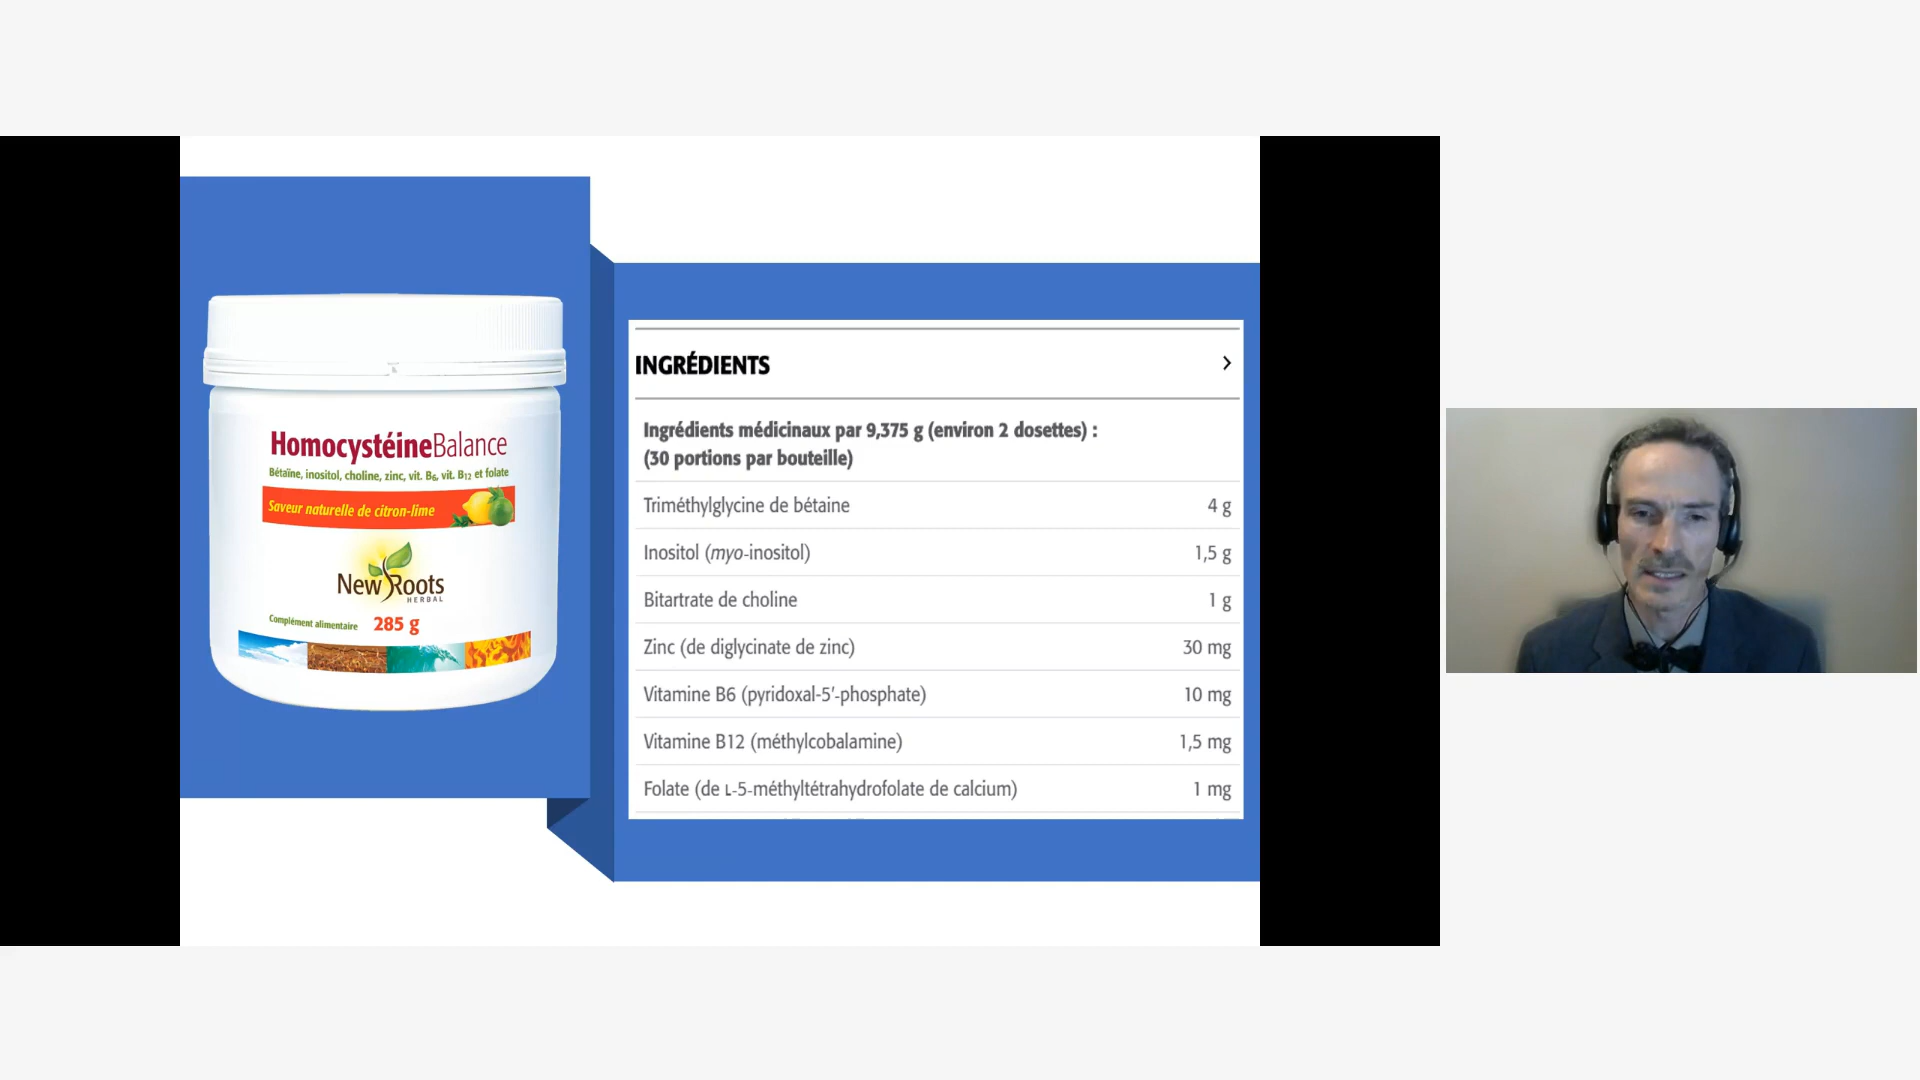 HomocystéineBalance
Bétaïne, inositol, choline, zinc, vit. B6, vit. B12 et folate
Saveur naturelle de citron-lime
New Roots
HERBAL
Complément alimentaire 285 g
INGRÉDIENTS
Ingrédients médicinaux par 9,375 g (environ 2 dosettes) :
(30 portions par bouteille)
Triméthylglycine de bétaine 4 g
Inositol (myo-inositol) 1,5 g
Bitartrate de choline 1 g
Zinc (de diglycinate de zinc) 30 mg
Vitamine B6 (pyridoxal-5′-phosphate) 10 mg
Vitamine B12 (méthylcobalamine) 1,5 mg
Folate (de L-5-méthyltétrahydrofolate de calcium) 1 mg